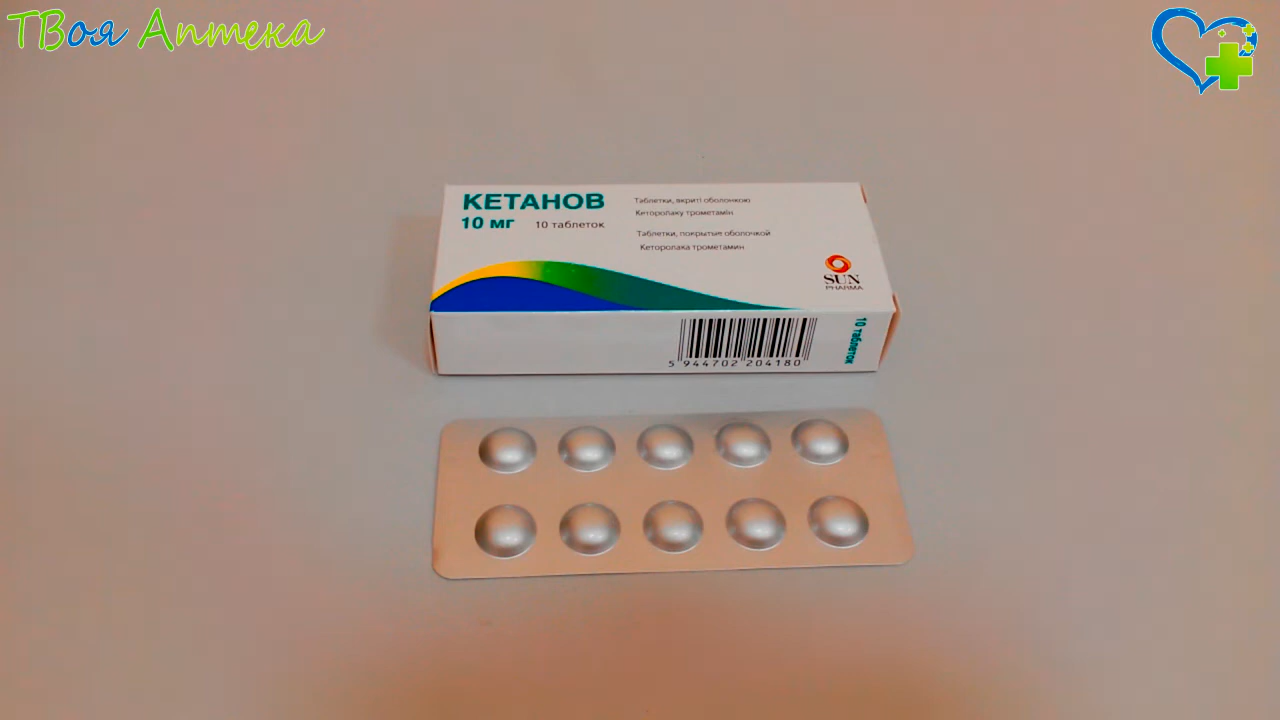 ТВоя Аптека
КЕТАНОВ
10 мг 10 таблеток
Таблетки, вкриті оболонкою
Кеторолаку трометамін
Таблетки, покрытые оболочкой
Кеторолака трометамин
SUN
PHARMA
5 944702 204180
10 таблеток